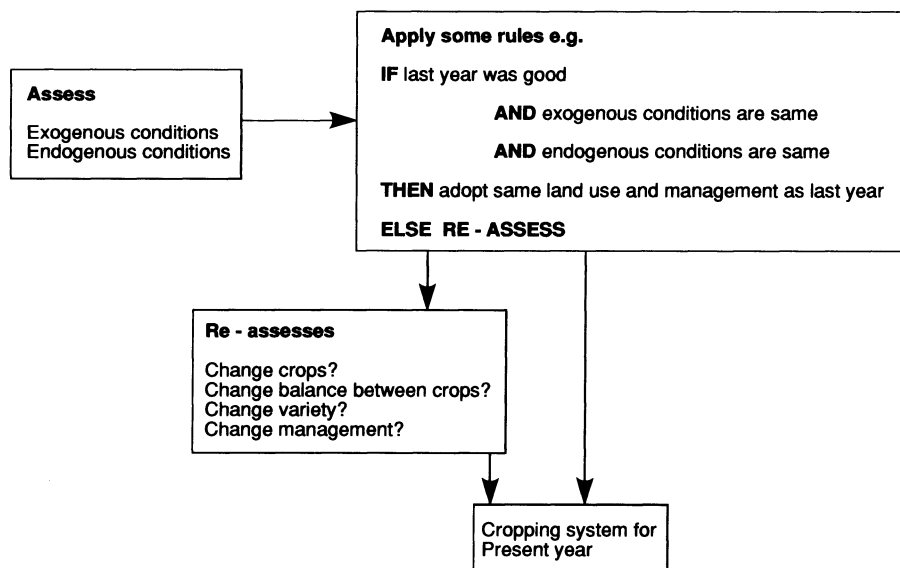 Assess
Exogenous conditions
Endogenous conditions
Apply some rules e.g.
IF last year was good
AND exogenous conditions are same
AND endogenous conditions are same
THEN adopt same land use and management as last year
ELSE RE - ASSESS
Re - assesses
Change crops?
Change balance between crops?
Change variety?
Change management?
Cropping system for
Present year